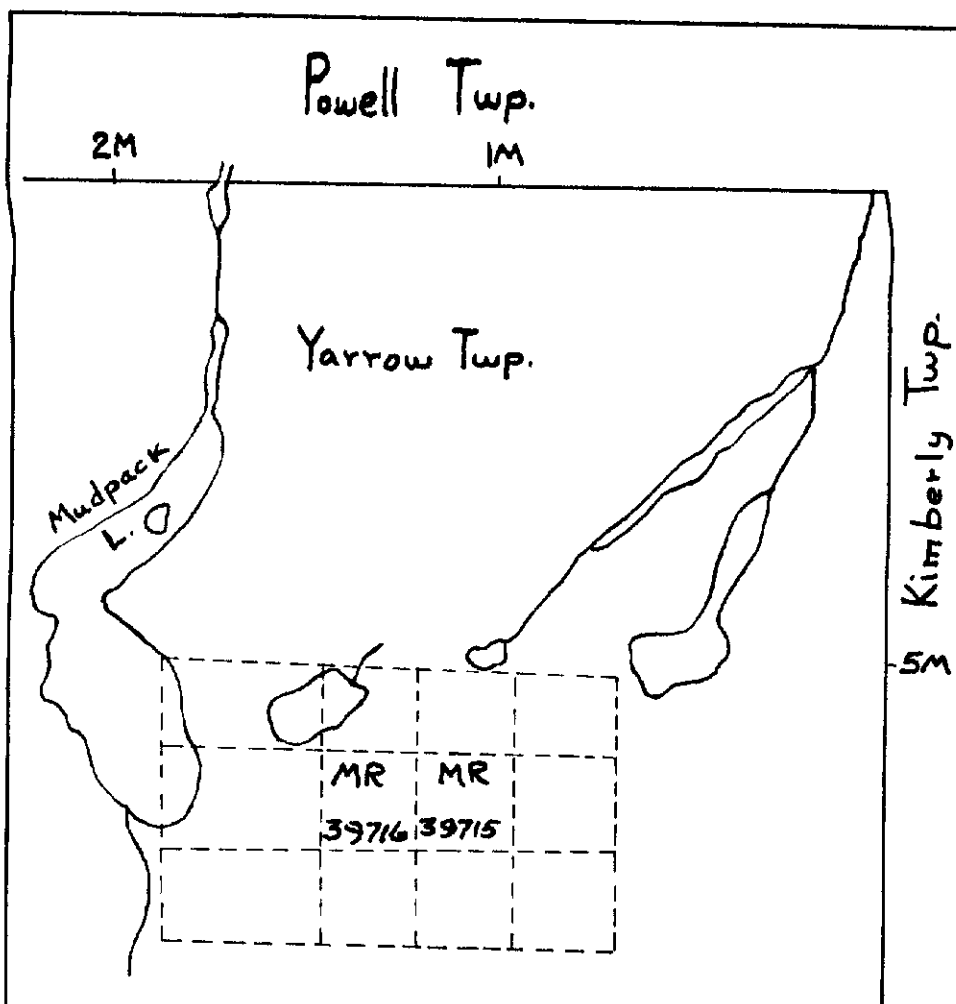 Powell Twp.
2M
1M
Yarrow Twp.
Kimberly Twp.
Mudpack
L.
5M
MR MR
39716 39715